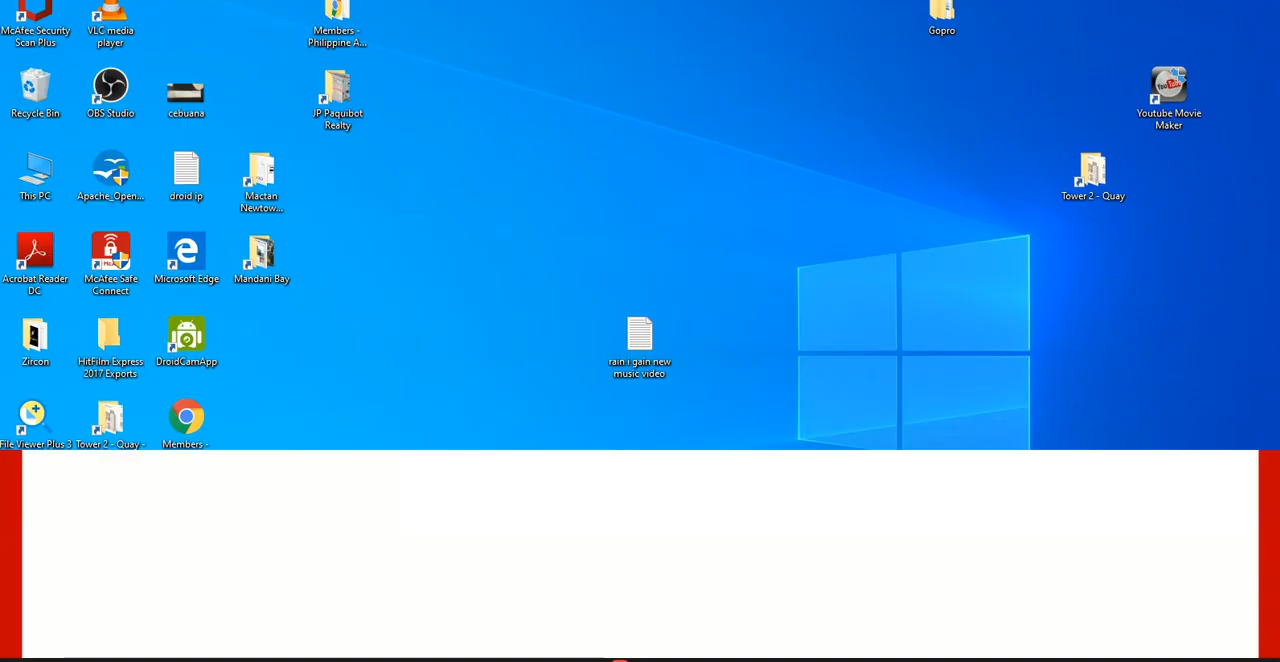 McAfee Security
Scan Plus
VLC media
player
Members -
Philippine A...
Gopro
Recycle Bin
OBS Studio
cebuana
JP Paquibot
Realty
Youtube Movie
Maker
This PC
Apache_Open...
droid ip
Mactan
Newtow...
Tower 2 - Quay
Acrobat Reader
DC
McAfee Safe
Connect
Microsoft Edge
Mandani Bay
Zircon
HitFilm Express
2017 Exports
DroidCamApp
rain i gain new
music video
File Viewer Plus 3
Tower 2 - Quay -
Members -